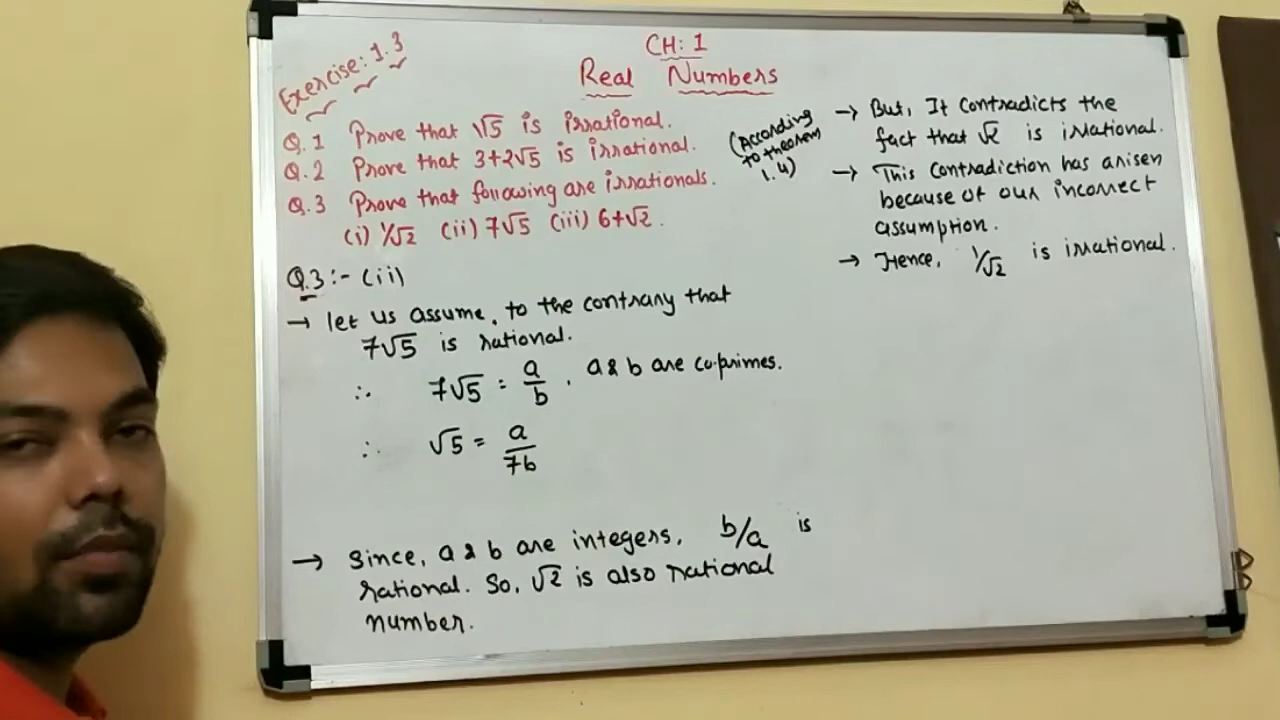 Exercise: 1.3
CH: 1
Real Numbers
Q.1 Prove that √5 is irrational.
Q.2 Prove that 3+2√5 is irrational.
Q.3 Prove that following are irrationals.
(i) 1/√2 (ii) 7√5 (iii) 6+√2.
Q.3:- (ii)
→ let us assume, to the contrary that
7√5 is rational.
∴ 7√5 = a/b , a & b are co-primes.
∴ √5 = a/7b
→ Since, a & b are integers, b/a is
rational. So, √2 is also rational
number.
(According
to theorem
1.4)
→ But, It contradicts the
fact that √2 is irrational.
→ This contradiction has arisen
because of our incorrect
assumption.
→ Hence, 1/√2 is irrational.